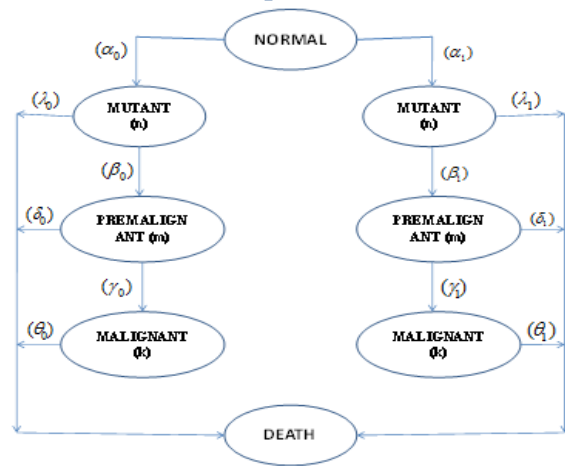 NORMAL
(α₀)
(α₁)
(λ₀)
MUTANT
(n)
MUTANT
(n)
(λ₁)
(β₀)
(β₁)
(δ₀)
PREMALIGN
ANT (m)
PREMALIGN
ANT (m)
(δ₁)
(γ₀)
(γ₁)
(θ₀)
MALIGNANT
(k)
MALIGNANT
(k)
(θ₁)
DEATH